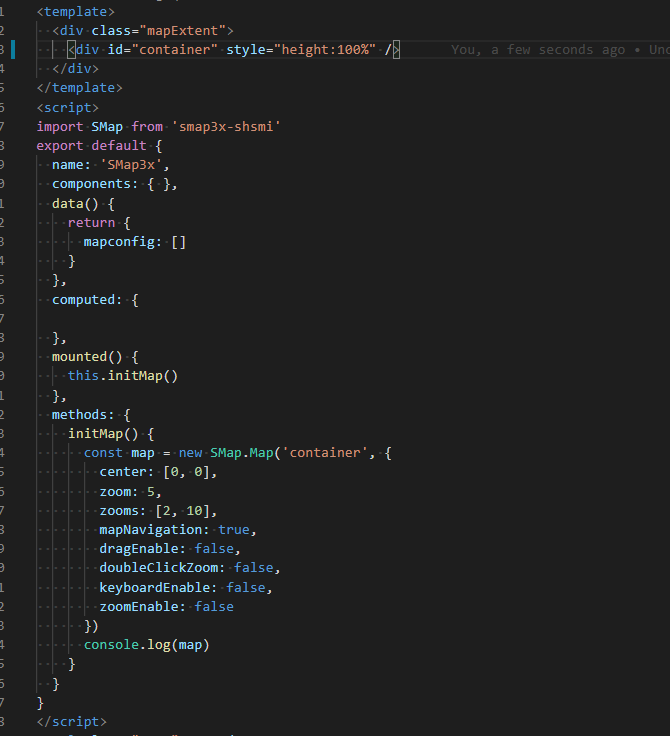 1 <template>
2 <div class="mapExtent">
3 <div id="container" style="height:100%" /> You, a few seconds ago • Unc
4 </div>
5 </template>
6 <script>
7 import SMap from 'smap3x-shsmi'
8 export default {
9 name: 'SMap3x',
0 components: { },
1 data() {
2 return {
3 mapconfig: []
4 }
5 },
6 computed: {
7
8 },
9 mounted() {
0 this.initMap()
1 },
2 methods: {
3 initMap() {
4 const map = new SMap.Map('container', {
5 center: [0, 0],
6 zoom: 5,
7 zooms: [2, 10],
8 mapNavigation: true,
9 dragEnable: false,
0 doubleClickZoom: false,
1 keyboardEnable: false,
2 zoomEnable: false
3 })
4 console.log(map)
5 }
6 }
7 }
8 </script>